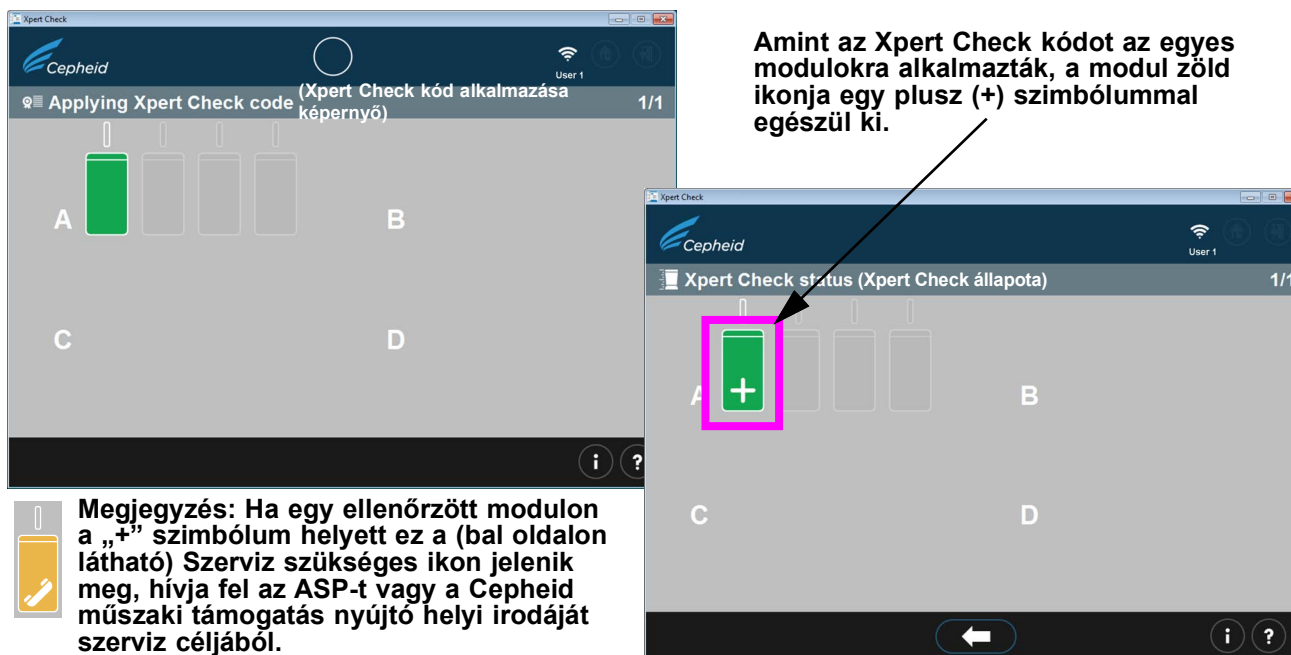 Xpert Check
Cepheid
User 1
Applying Xpert Check code (Xpert Check kód alkalmazása
képernyő)
1/1
A
B
C
D
i
?
Amint az Xpert Check kódot az egyes
modulokra alkalmazták, a modul zöld
ikonja egy plusz (+) szimbólummal
egészül ki.
Xpert Check
Cepheid
User 1
Xpert Check status (Xpert Check állapota)
1/1
A
+
B
C
D
i
?
Megjegyzés: Ha egy ellenőrzött modulon
a „+” szimbólum helyett ez a (bal oldalon
látható) Szerviz szükséges ikon jelenik
meg, hívja fel az ASP-t vagy a Cepheid
műszaki támogatás nyújtó helyi irodáját
szerviz céljából.